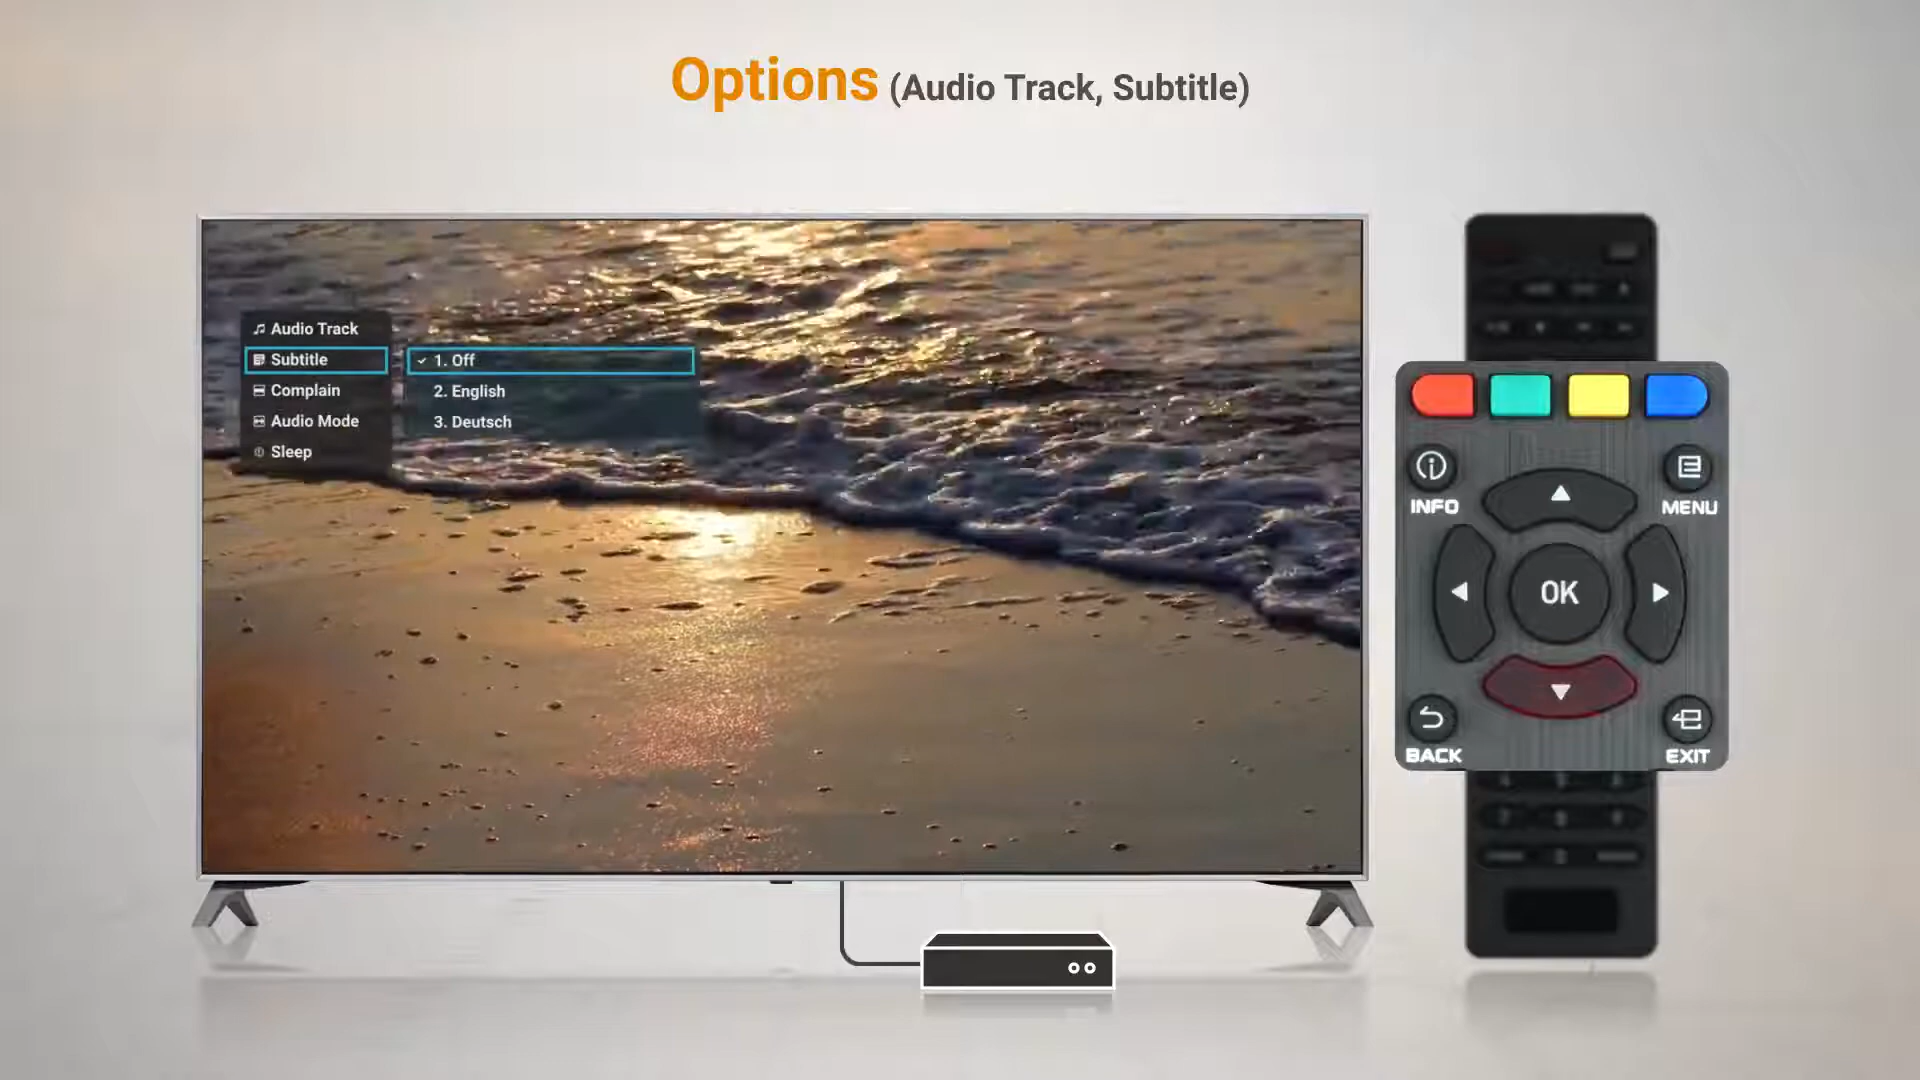 Options (Audio Track, Subtitle)
Audio Track
Subtitle
Complain
Audio Mode
Sleep
1. Off
2. English
3. Deutsch
INFO
MENU
OK
BACK
EXIT